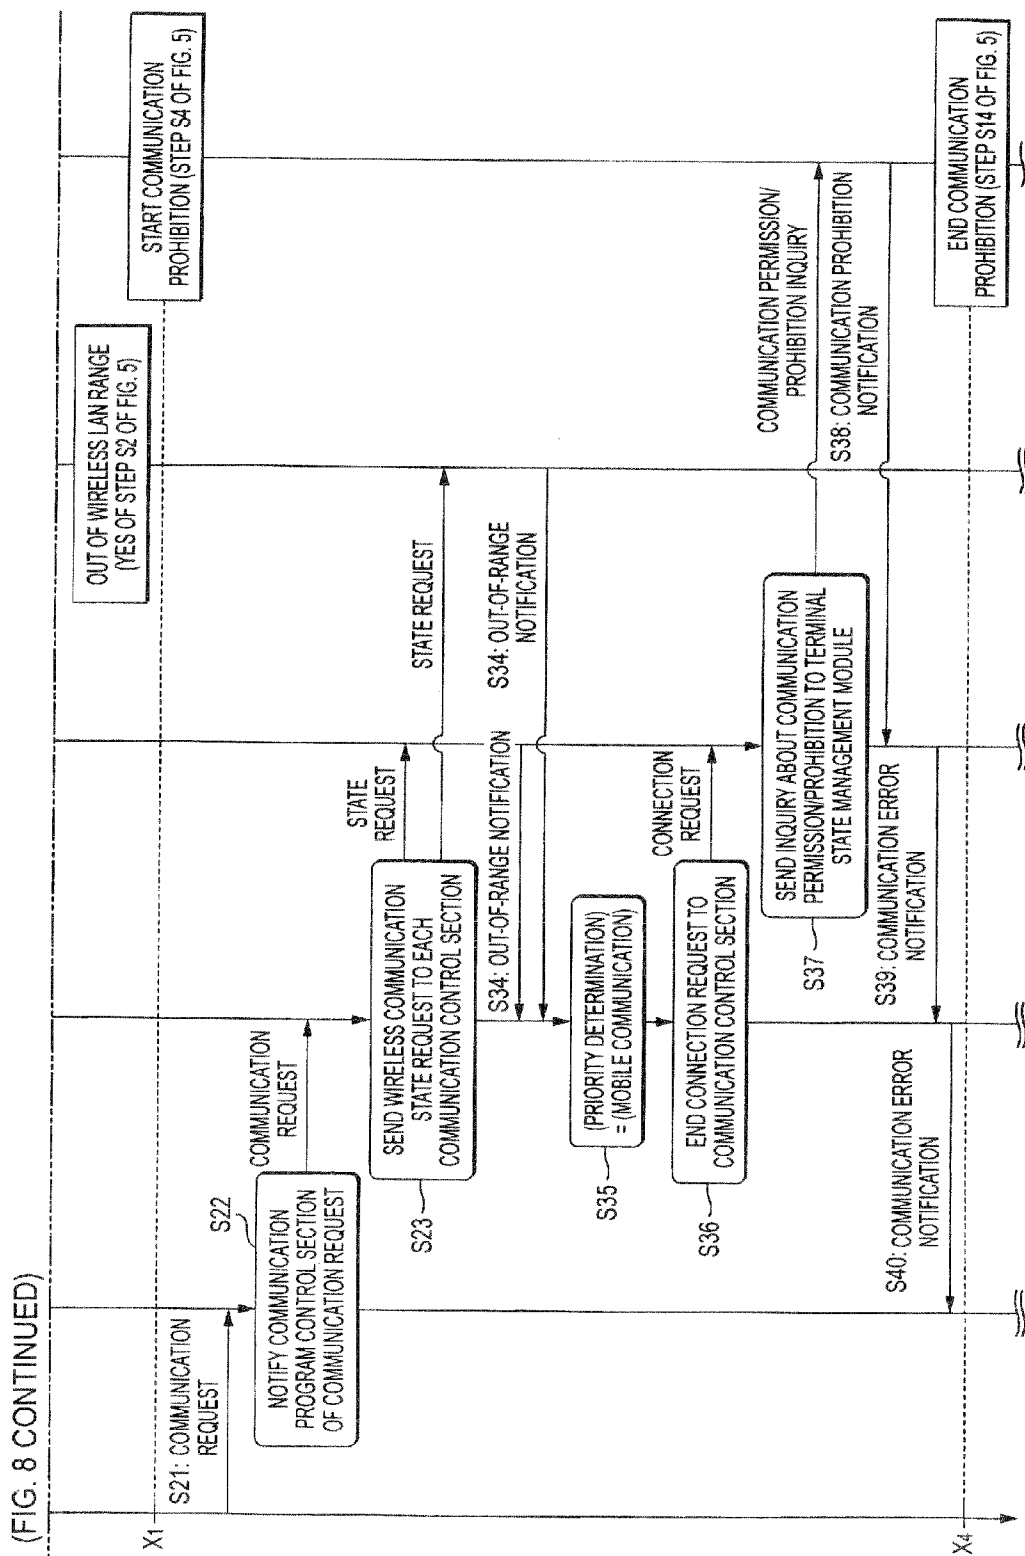 (FIG. 8 CONTINUED)
OUT OF WIRELESS LAN RANGE
(YES OF STEP S2 OF FIG. 5)
START COMMUNICATION
PROHIBITION (STEP S4 OF FIG. 5)
X1
S21: COMMUNICATION
REQUEST
S22
NOTIFY COMMUNICATION
PROGRAM CONTROL SECTION
OF COMMUNICATION REQUEST
COMMUNICATION
REQUEST
S23
SEND WIRELESS COMMUNICATION
STATE REQUEST TO EACH
COMMUNICATION CONTROL SECTION
STATE
REQUEST
STATE REQUEST
S34: OUT-OF-RANGE NOTIFICATION
S34: OUT-OF-RANGE
NOTIFICATION
S35
(PRIORITY DETERMINATION)
= (MOBILE COMMUNICATION)
S36
END CONNECTION REQUEST TO
COMMUNICATION CONTROL SECTION
CONNECTION
REQUEST
S37
SEND INQUIRY ABOUT COMMUNICATION
PERMISSION/PROHIBITION TO TERMINAL
STATE MANAGEMENT MODULE
COMMUNICATION PERMISSION/
PROHIBITION INQUIRY
S38: COMMUNICATION PROHIBITION
NOTIFICATION
S39: COMMUNICATION ERROR
NOTIFICATION
S40: COMMUNICATION ERROR
NOTIFICATION
X4
END COMMUNICATION
PROHIBITION (STEP S14 OF FIG. 5)